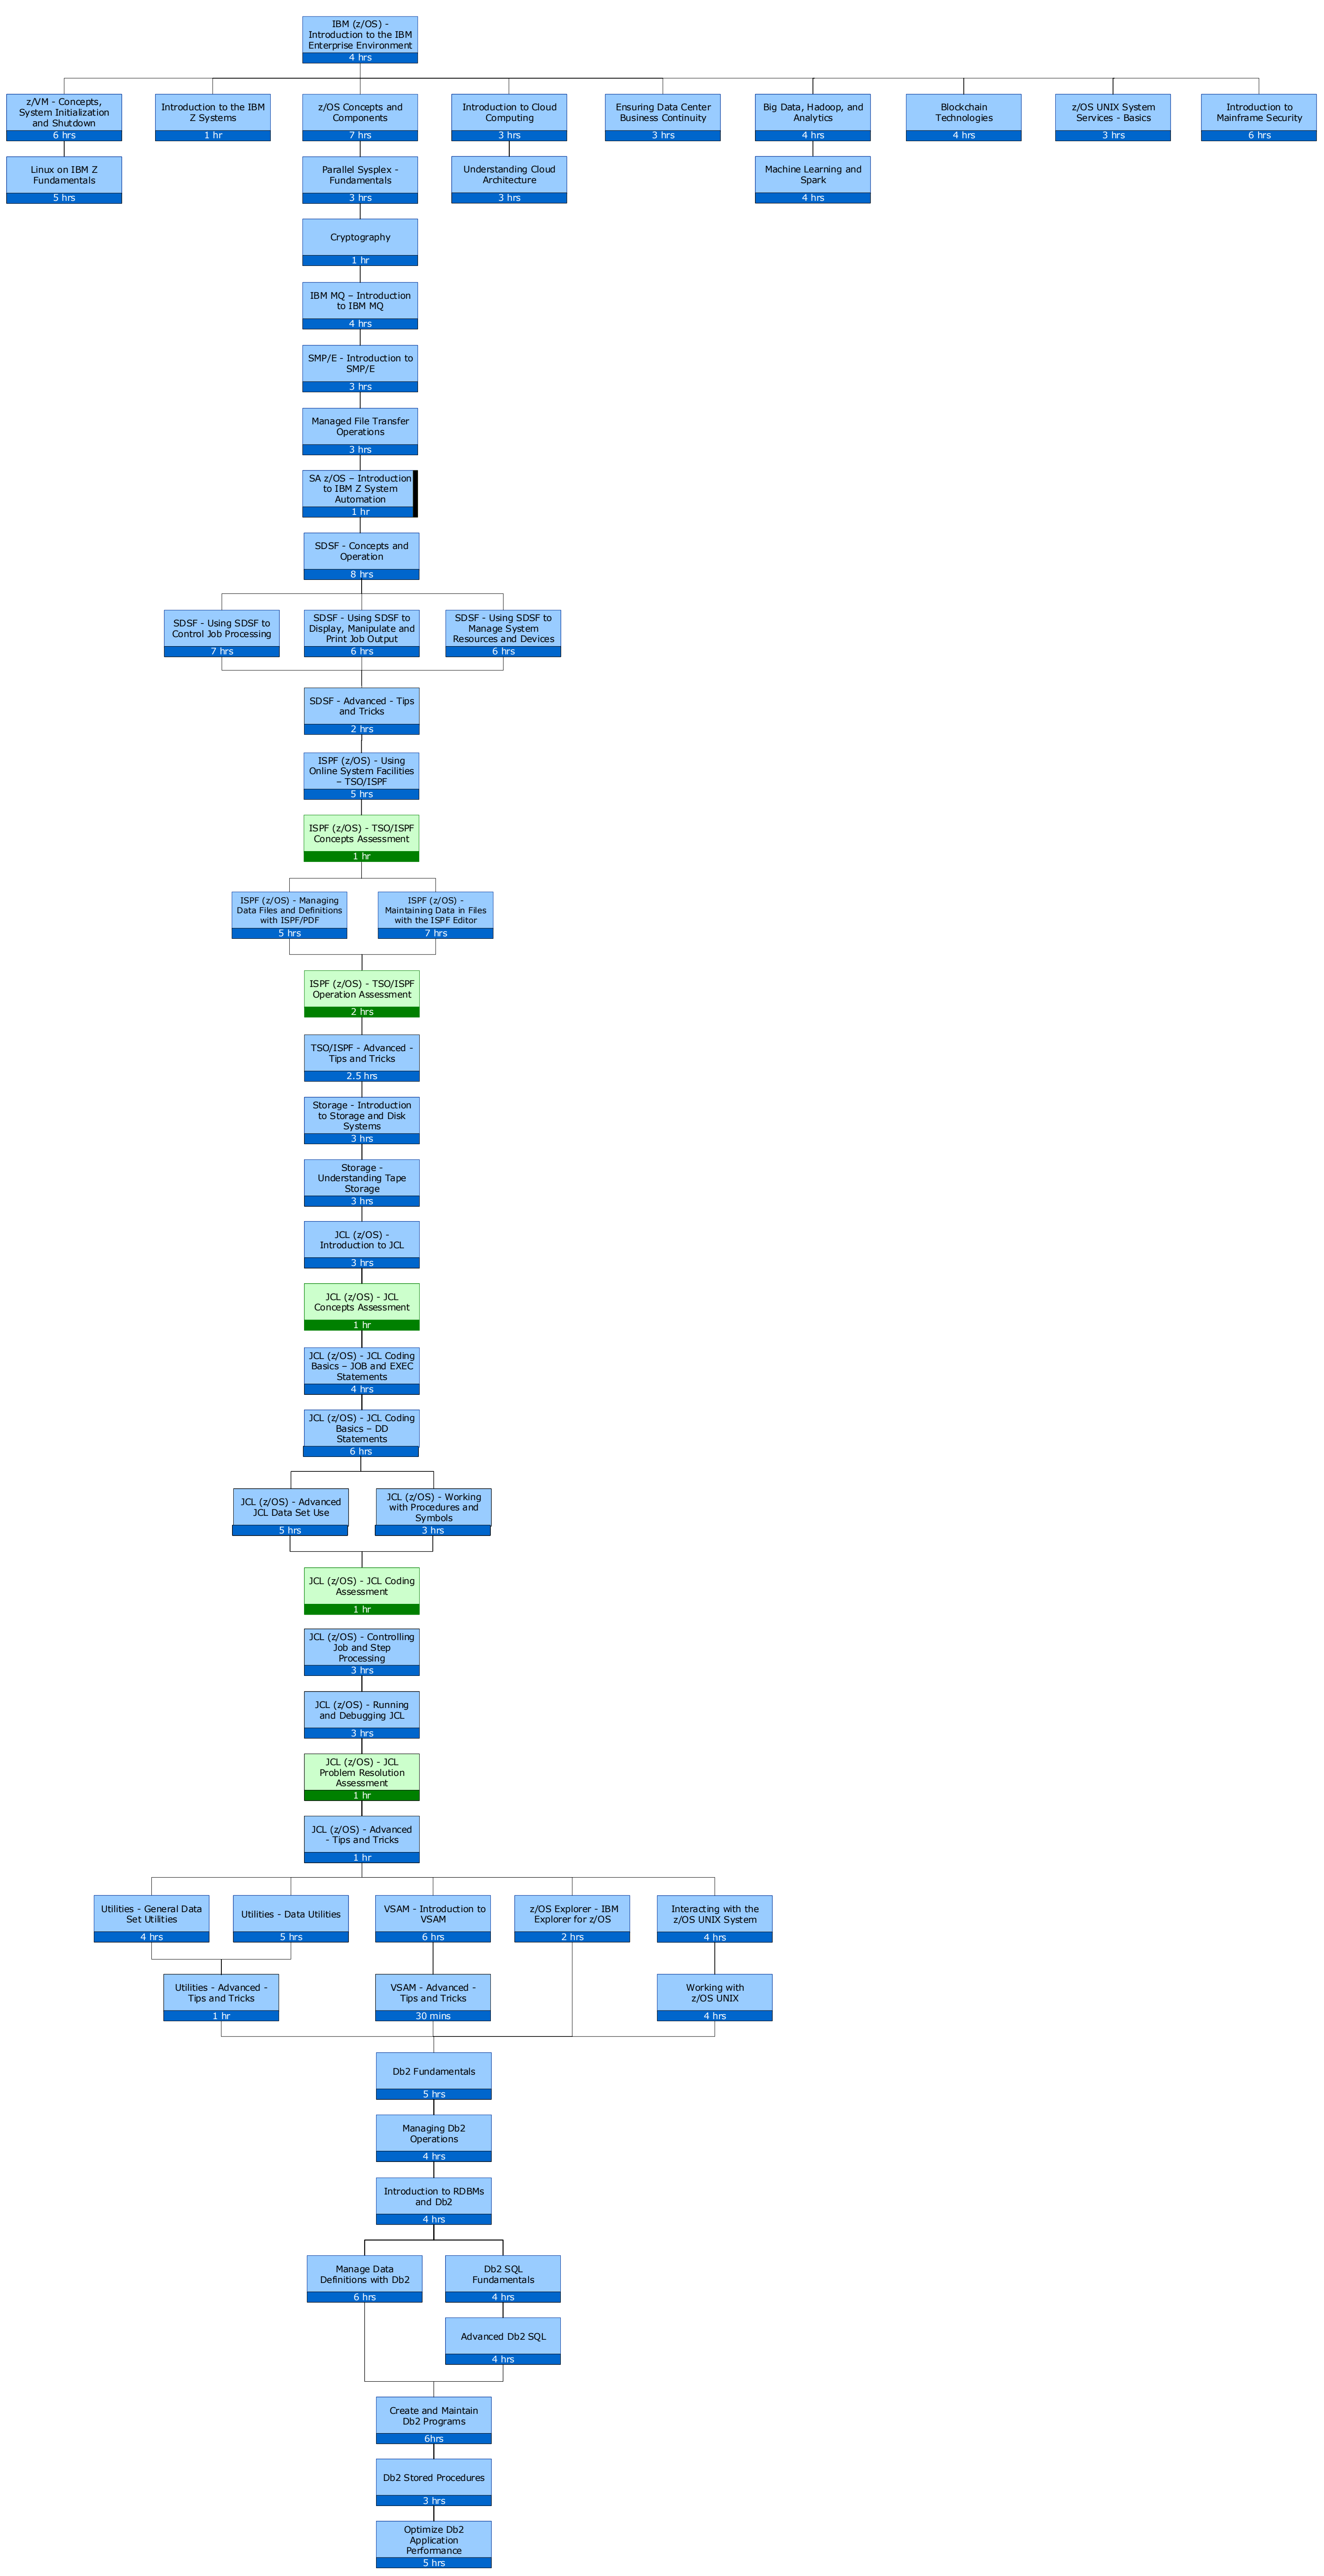 IBM (z/OS) -
Introduction to the IBM
Enterprise Environment
4 hrs
z/VM - Concepts,
System Initialization
and Shutdown
6 hrs
Introduction to the IBM
Z Systems
1 hr
z/OS Concepts and
Components
7 hrs
Introduction to Cloud
Computing
3 hrs
Ensuring Data Center
Business Continuity
3 hrs
Big Data, Hadoop, and
Analytics
4 hrs
Blockchain
Technologies
4 hrs
z/OS UNIX System
Services - Basics
3 hrs
Introduction to
Mainframe Security
6 hrs
Linux on IBM Z
Fundamentals
5 hrs
Parallel Sysplex -
Fundamentals
3 hrs
Understanding Cloud
Architecture
3 hrs
Machine Learning and
Spark
4 hrs
Cryptography
1 hr
IBM MQ – Introduction
to IBM MQ
4 hrs
SMP/E - Introduction to
SMP/E
3 hrs
Managed File Transfer
Operations
3 hrs
SA z/OS – Introduction
to IBM Z System
Automation
1 hr
SDSF - Concepts and
Operation
8 hrs
SDSF - Using SDSF to
Control Job Processing
7 hrs
SDSF - Using SDSF to
Display, Manipulate and
Print Job Output
6 hrs
SDSF - Using SDSF to
Manage System
Resources and Devices
6 hrs
SDSF - Advanced - Tips
and Tricks
2 hrs
ISPF (z/OS) - Using
Online System Facilities
– TSO/ISPF
5 hrs
ISPF (z/OS) - TSO/ISPF
Concepts Assessment
1 hr
ISPF (z/OS) - Managing
Data Files and Definitions
with ISPF/PDF
5 hrs
ISPF (z/OS) -
Maintaining Data in Files
with the ISPF Editor
7 hrs
ISPF (z/OS) - TSO/ISPF
Operation Assessment
2 hrs
TSO/ISPF - Advanced -
Tips and Tricks
2.5 hrs
Storage - Introduction
to Storage and Disk
Systems
3 hrs
Storage -
Understanding Tape
Storage
3 hrs
JCL (z/OS) -
Introduction to JCL
3 hrs
JCL (z/OS) - JCL
Concepts Assessment
1 hr
JCL (z/OS) - JCL Coding
Basics – JOB and EXEC
Statements
4 hrs
JCL (z/OS) - JCL Coding
Basics – DD
Statements
6 hrs
JCL (z/OS) - Advanced
JCL Data Set Use
5 hrs
JCL (z/OS) - Working
with Procedures and
Symbols
3 hrs
JCL (z/OS) - JCL Coding
Assessment
1 hr
JCL (z/OS) - Controlling
Job and Step
Processing
3 hrs
JCL (z/OS) - Running
and Debugging JCL
3 hrs
JCL (z/OS) - JCL
Problem Resolution
Assessment
1 hr
JCL (z/OS) - Advanced
- Tips and Tricks
1 hr
Utilities - General Data
Set Utilities
4 hrs
Utilities - Data Utilities
5 hrs
VSAM - Introduction to
VSAM
6 hrs
z/OS Explorer - IBM
Explorer for z/OS
2 hrs
Interacting with the
z/OS UNIX System
4 hrs
Utilities - Advanced -
Tips and Tricks
1 hr
VSAM - Advanced -
Tips and Tricks
30 mins
Working with
z/OS UNIX
4 hrs
Db2 Fundamentals
5 hrs
Managing Db2
Operations
4 hrs
Introduction to RDBMs
and Db2
4 hrs
Manage Data
Definitions with Db2
6 hrs
Db2 SQL
Fundamentals
4 hrs
Advanced Db2 SQL
4 hrs
Create and Maintain
Db2 Programs
6hrs
Db2 Stored Procedures
3 hrs
Optimize Db2
Application
Performance
5 hrs